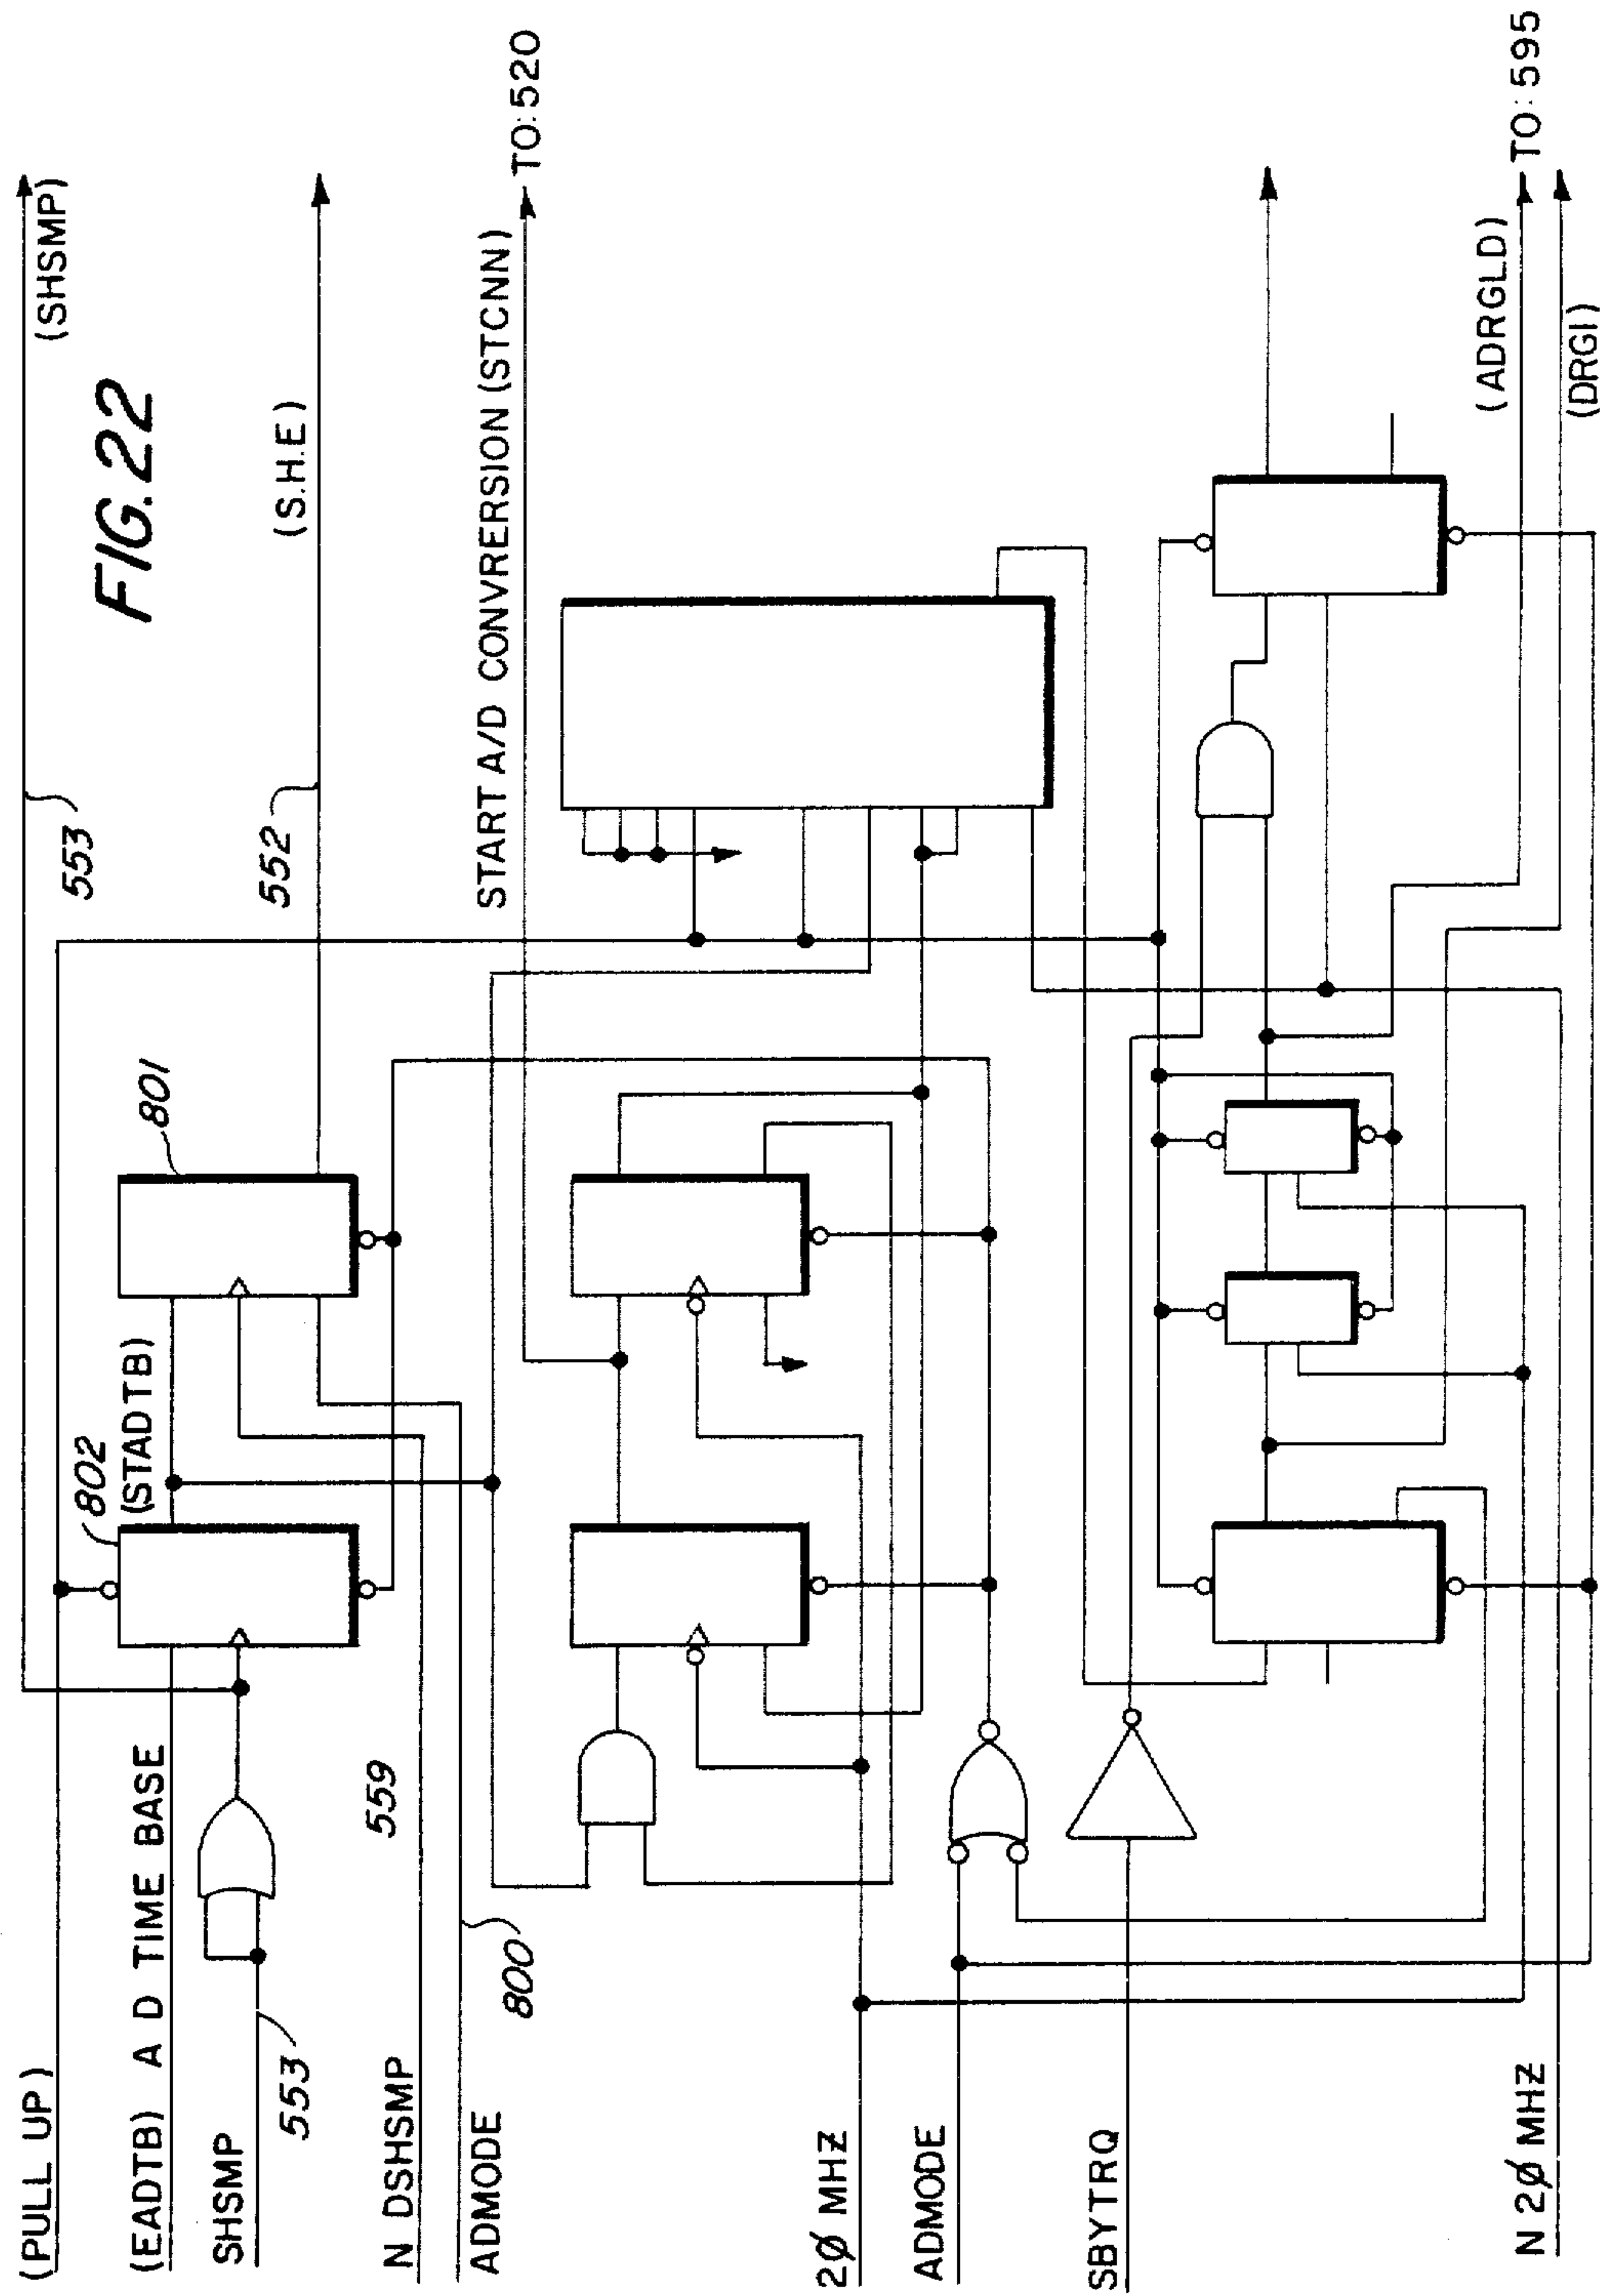 FIG. 22
(PULL UP)
(EADTB) A D TIME BASE
SHSMP
553
N DSHSMP
559
ADMODE
800
802
(STADTB)
801
553
(SHSMP)
552
(S.H.E)
START A/D CONVRERSION (STCNN)
TO:520
2Ø MHZ
ADMODE
SBYTRQ
N 2Ø MHZ
(ADRGLD)
TO:595
(DRGI)